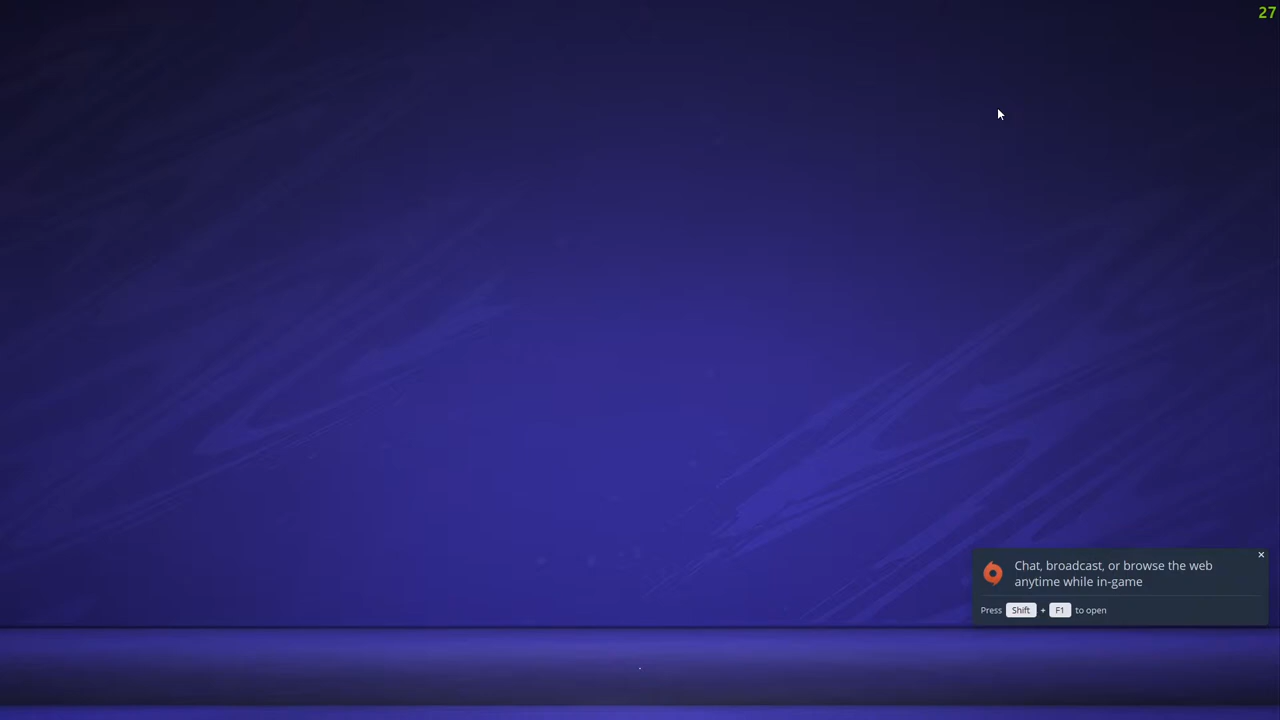 27
Chat, broadcast, or browse the web
anytime while in-game
Press Shift + F1 to open